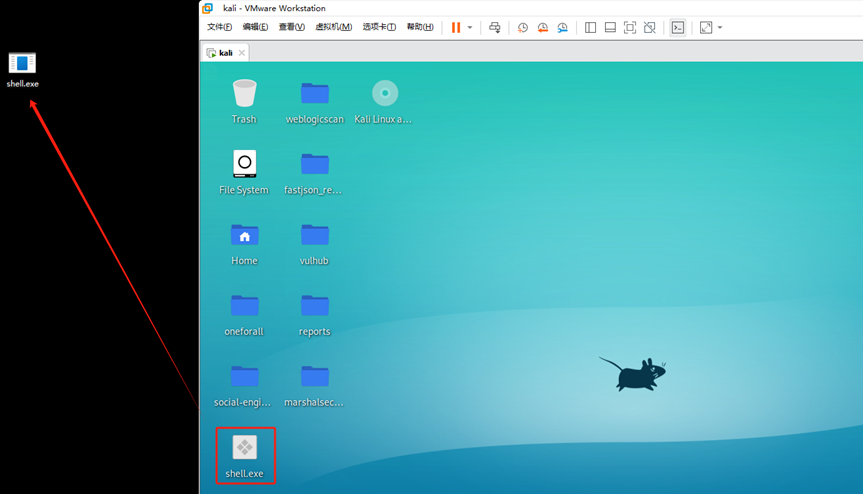 kali - VMware Workstation
文件(F) 编辑(E) 查看(V) 虚拟机(M) 选项卡(T) 帮助(H)
kali
shell.exe
Trash
weblogicscan
Kali Linux a...
File System
fastjson_re...
Home
vulhub
oneforall
reports
social-engi...
marshalsec...
shell.exe